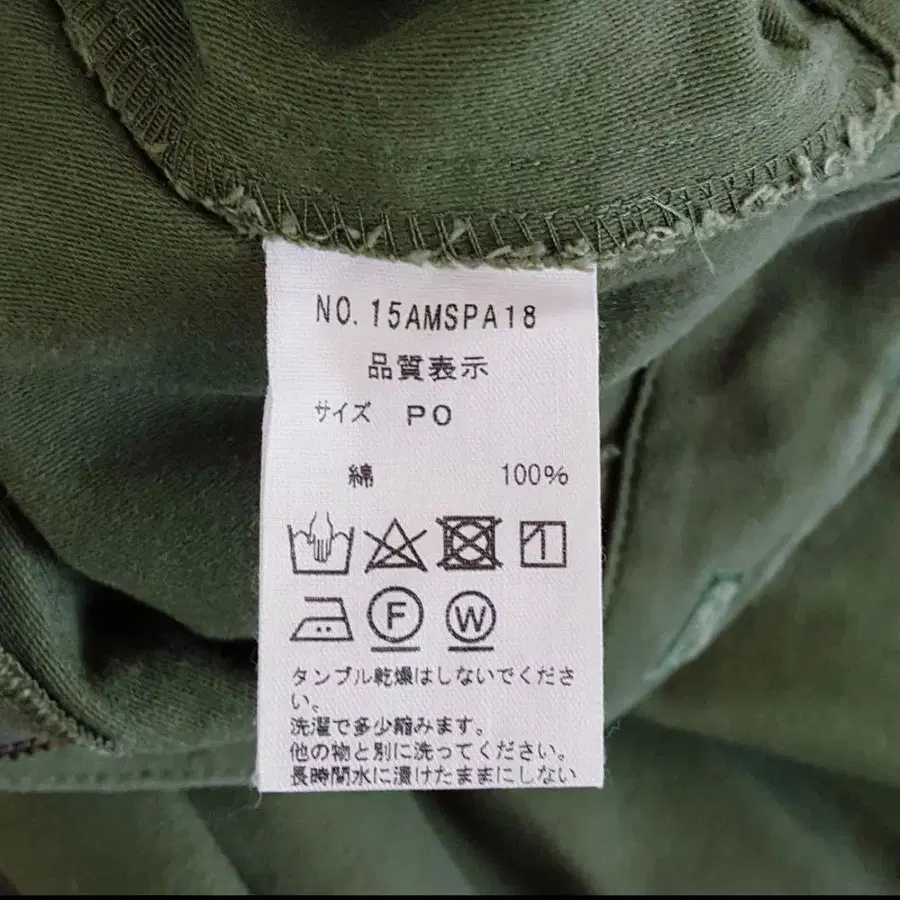 NO. 15AMSPA18
品質表示
サイズ PO
綿 100%
F W
タンブル乾燥はしないでくださ
い。
洗濯で多少縮みます。
他の物と別に洗ってください。
長時間水に漬けたままにしない